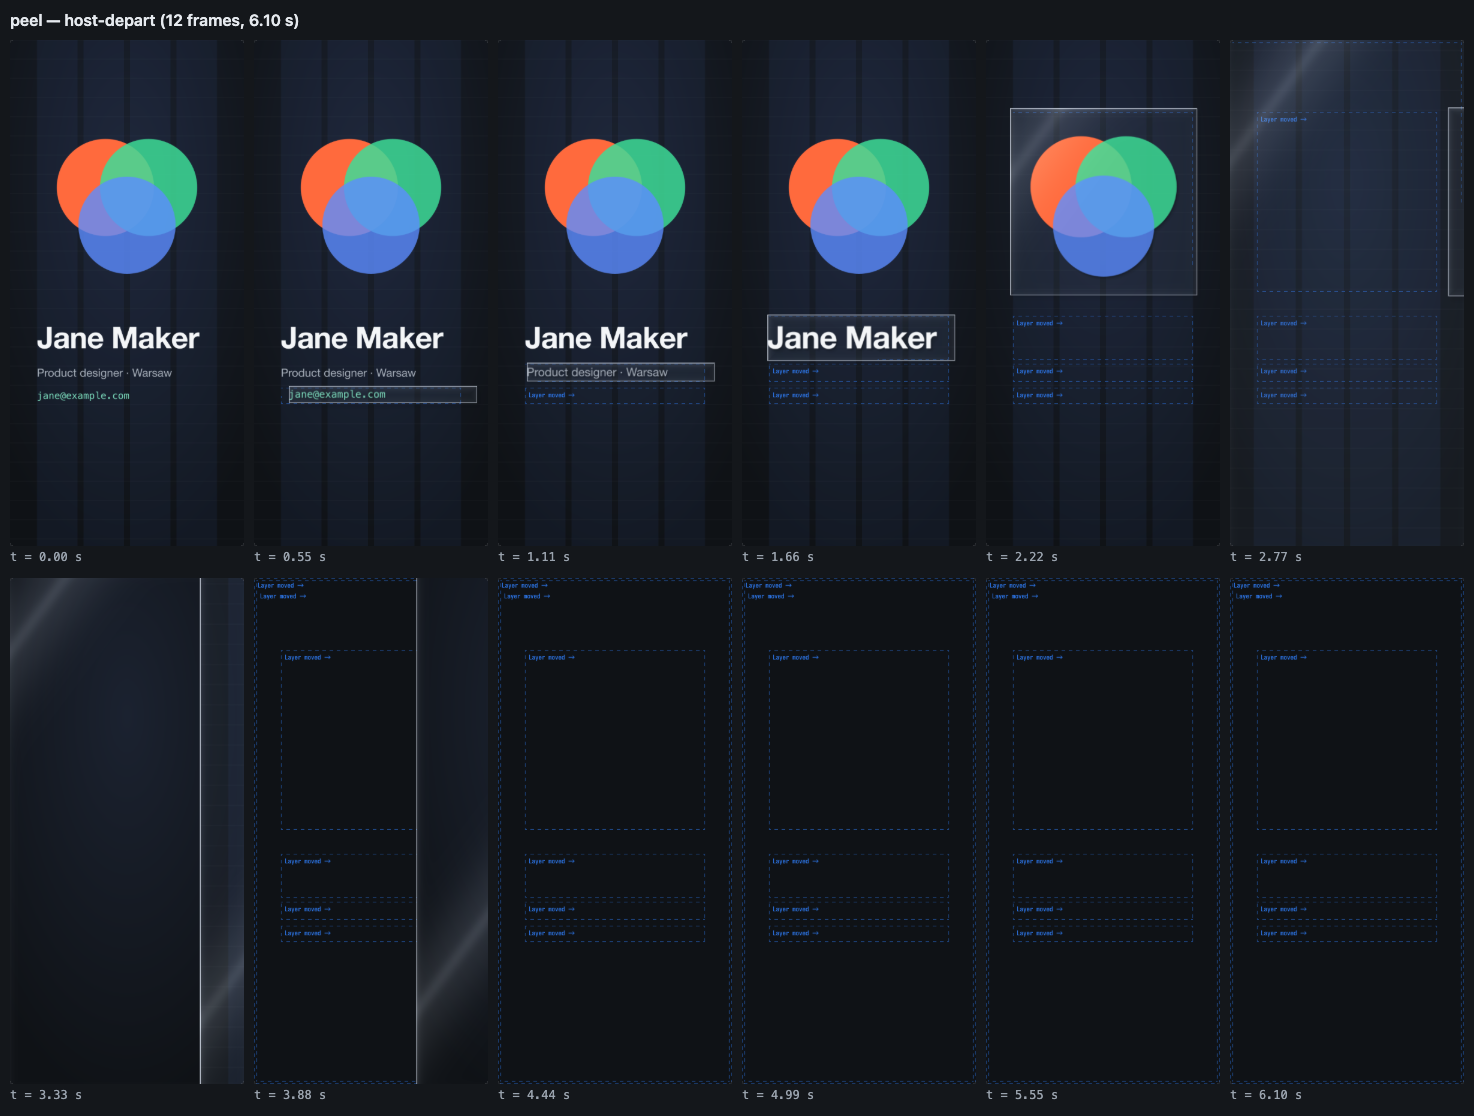 peel — host-depart (12 frames, 6.10 s)
Jane Maker
Product designer · Warsaw
jane@example.com
t = 0.00 s
Jane Maker
Product designer · Warsaw
jane@example.com
t = 0.55 s
Jane Maker
Product designer · Warsaw
Layer moved →
t = 1.11 s
Jane Maker
Layer moved →
Layer moved →
t = 1.66 s
Layer moved →
Layer moved →
Layer moved →
t = 2.22 s
Layer moved →
Layer moved →
Layer moved →
Layer moved →
t = 2.77 s
t = 3.33 s
Layer moved →
Layer moved →
Layer moved →
Layer moved →
Layer moved →
Layer moved →
t = 3.88 s
Layer moved →
Layer moved →
Layer moved →
Layer moved →
Layer moved →
Layer moved →
t = 4.44 s
Layer moved →
Layer moved →
Layer moved →
Layer moved →
Layer moved →
Layer moved →
t = 4.99 s
Layer moved →
Layer moved →
Layer moved →
Layer moved →
Layer moved →
Layer moved →
t = 5.55 s
Layer moved →
Layer moved →
Layer moved →
Layer moved →
Layer moved →
Layer moved →
t = 6.10 s